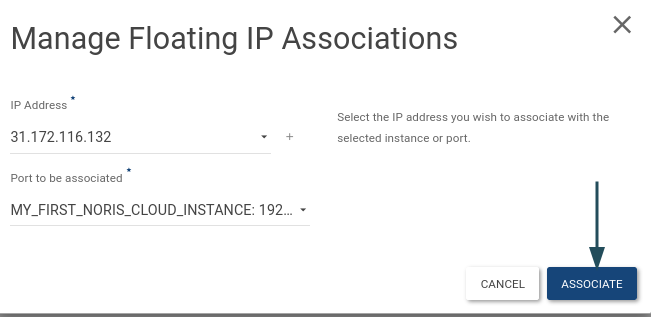 Manage Floating IP Associations
IP Address *
31.172.116.132
+
Select the IP address you wish to associate with the
selected instance or port.
Port to be associated *
MY_FIRST_NORIS_CLOUD_INSTANCE: 192...
CANCEL
ASSOCIATE